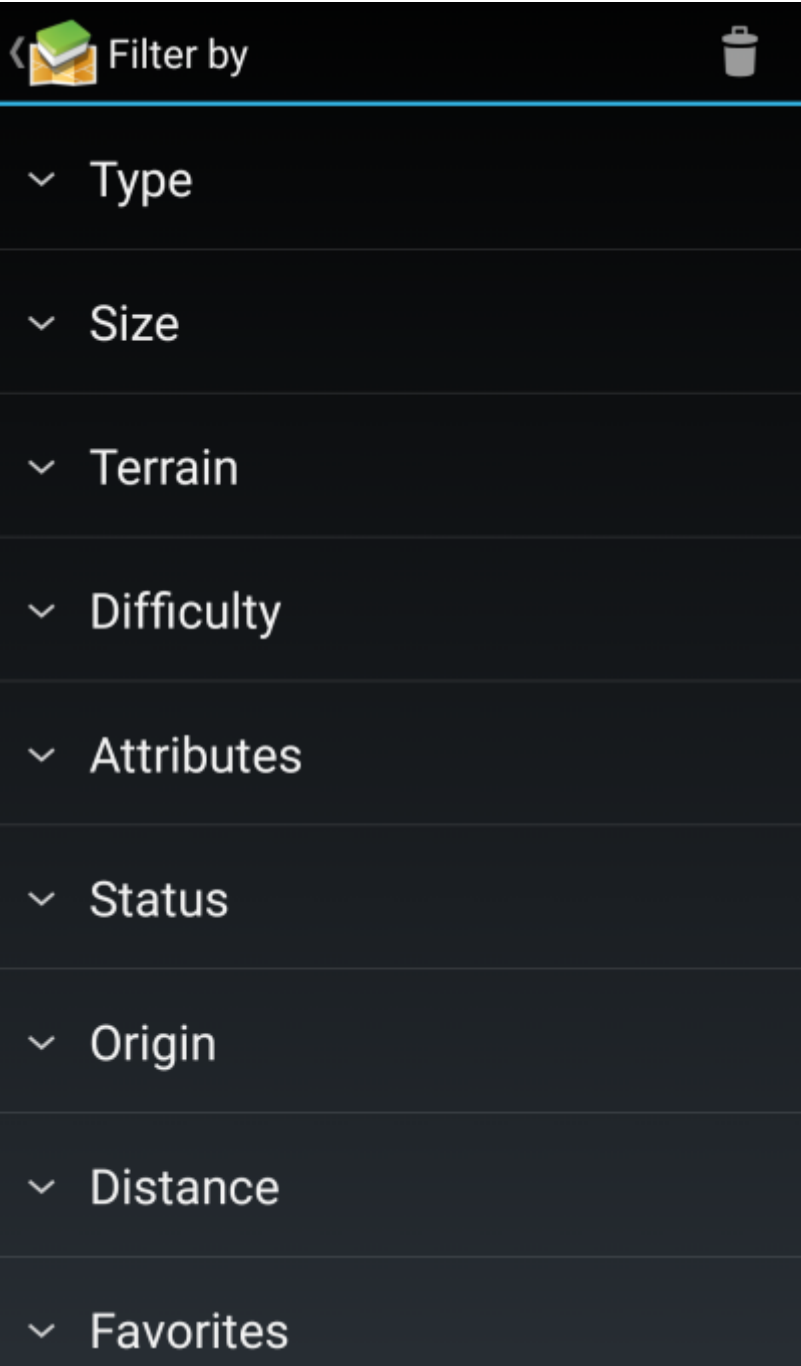 Filter by
Type
Size
Terrain
Difficulty
Attributes
Status
Origin
Distance
Favorites